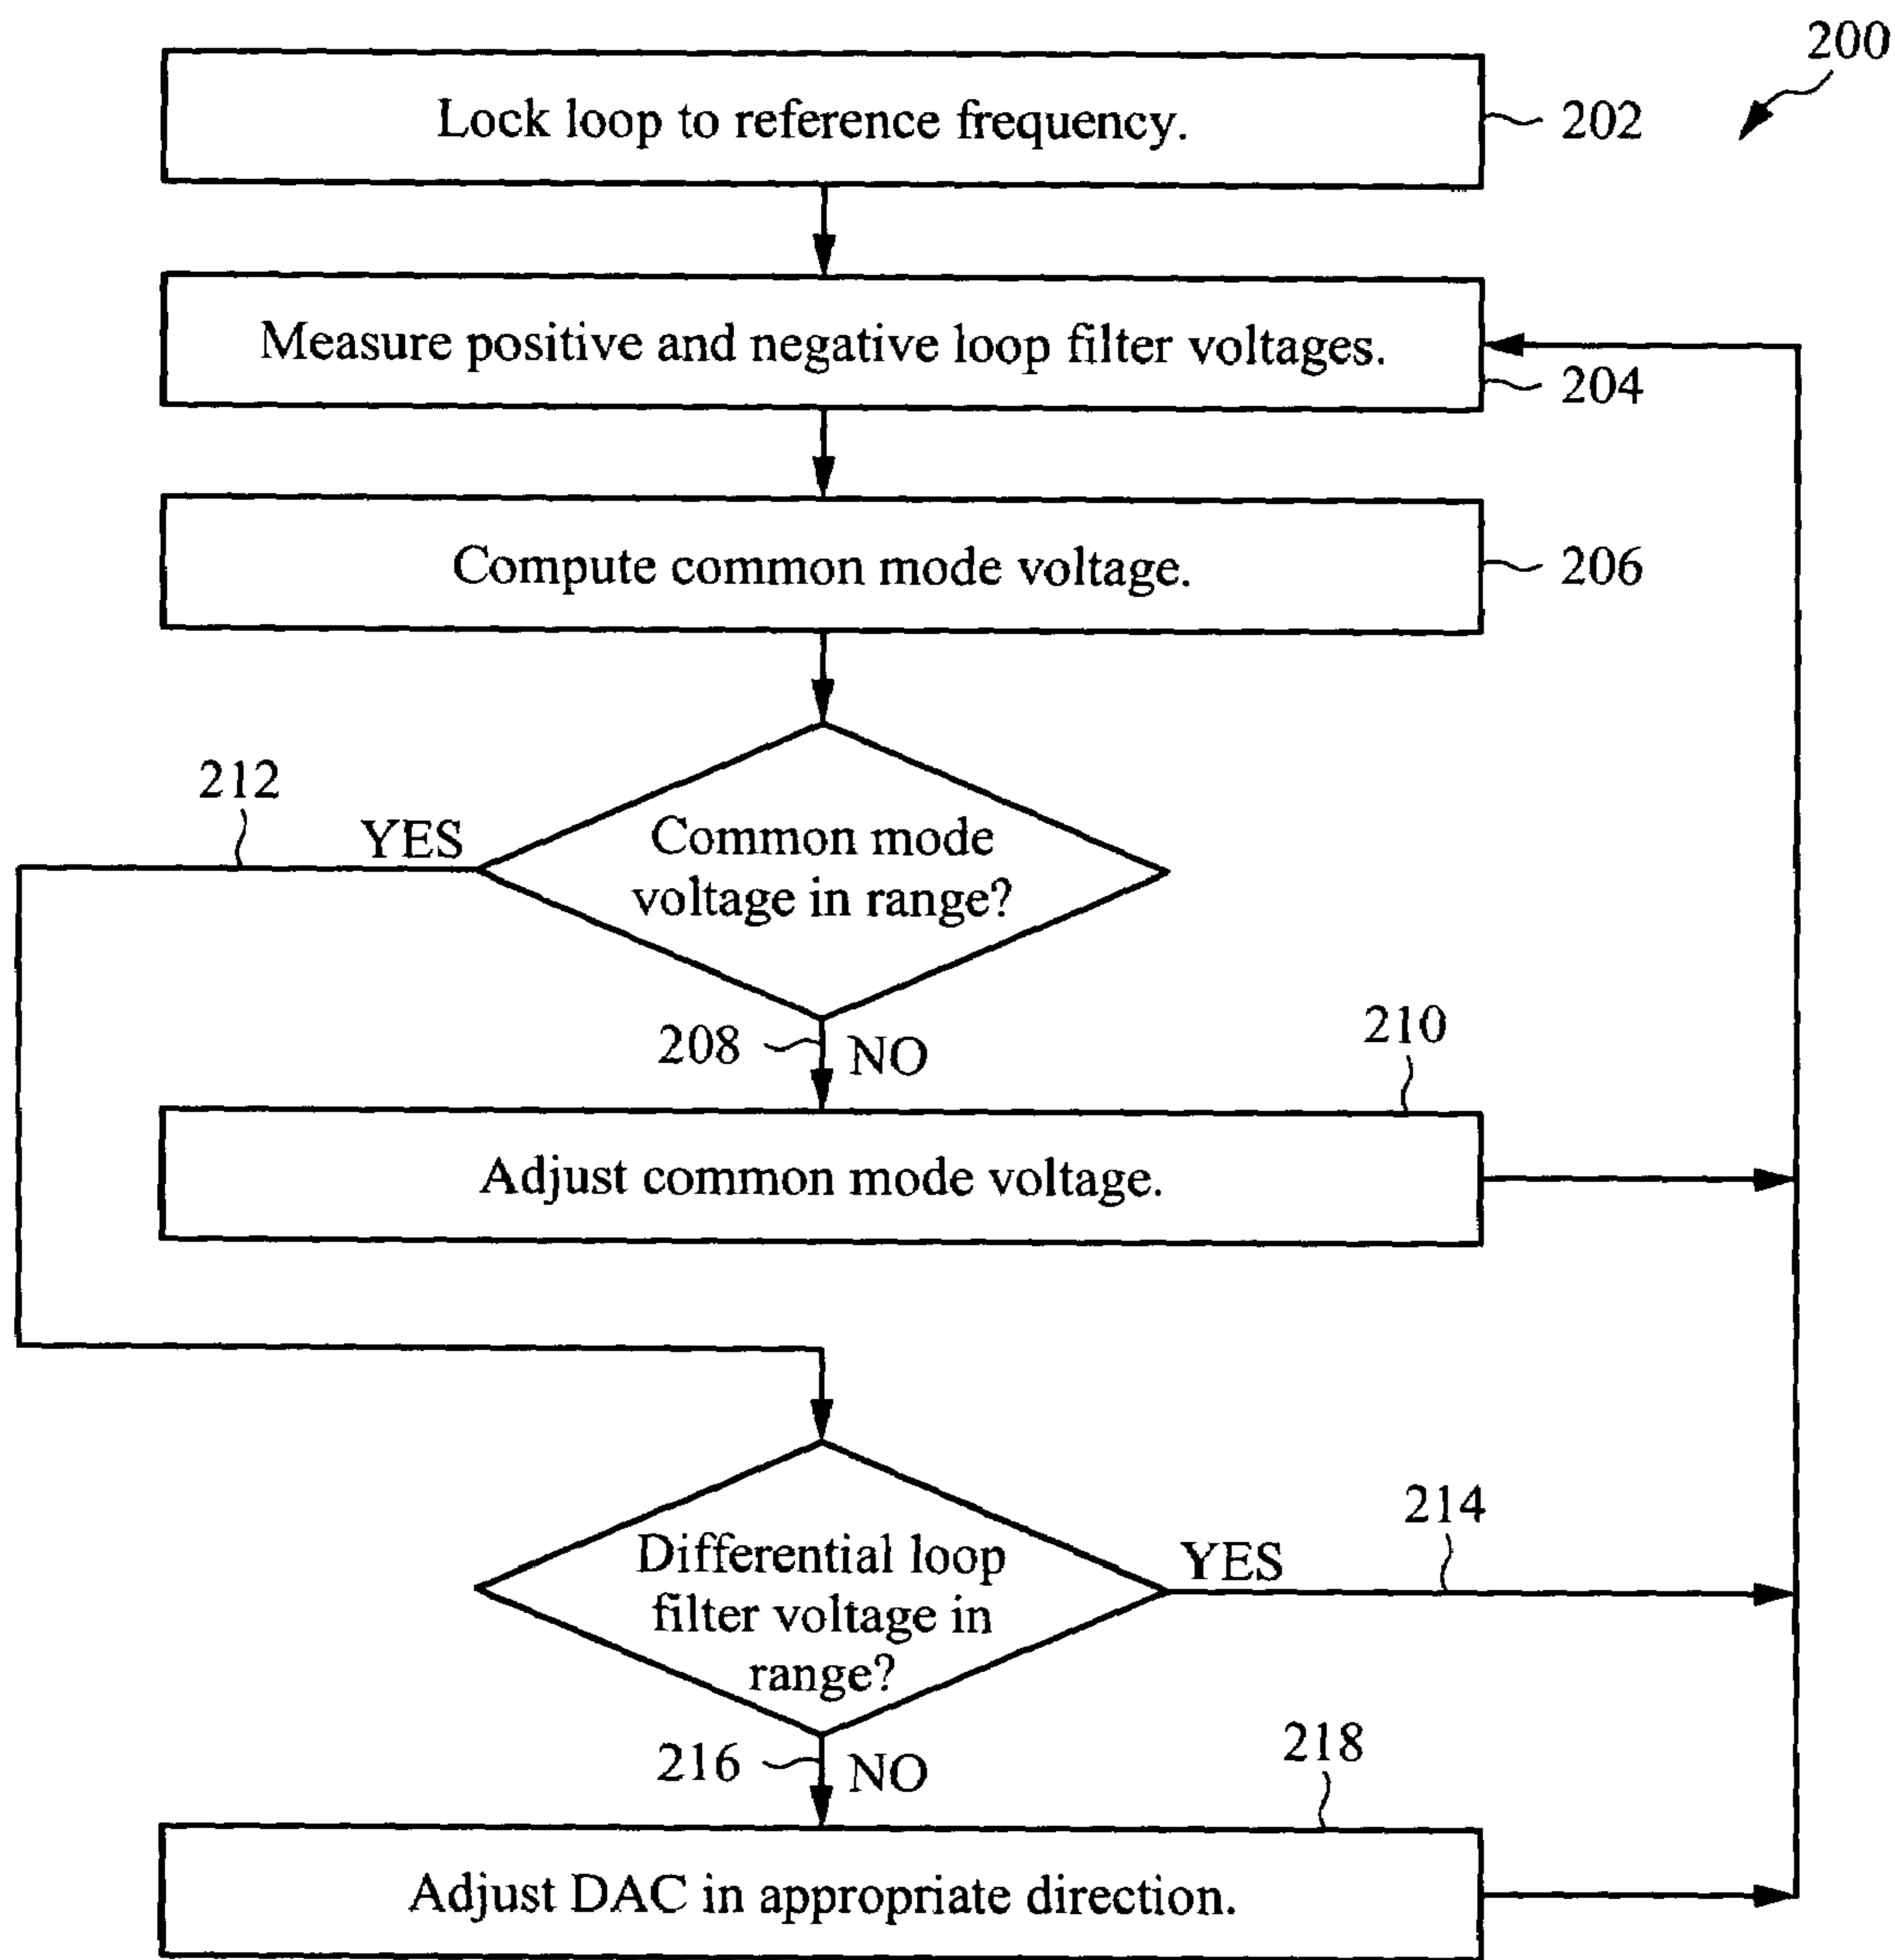 200
Lock loop to reference frequency.
202
Measure positive and negative loop filter voltages.
204
Compute common mode voltage.
206
212
YES
Common mode
voltage in range?
208
NO
210
Adjust common mode voltage.
Differential loop
filter voltage in
range?
YES
214
216
NO
218
Adjust DAC in appropriate direction.